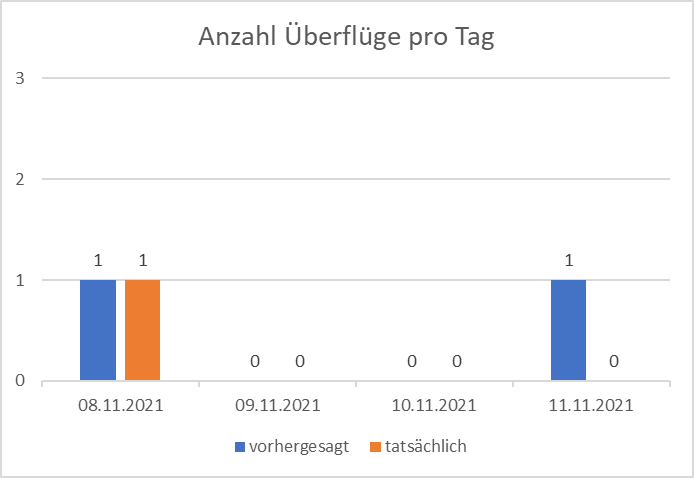 Anzahl Überflüge pro Tag
3
2
1
0
1 1
0 0
0 0
1 0
08.11.2021 09.11.2021 10.11.2021 11.11.2021
vorhergesagt tatsächlich